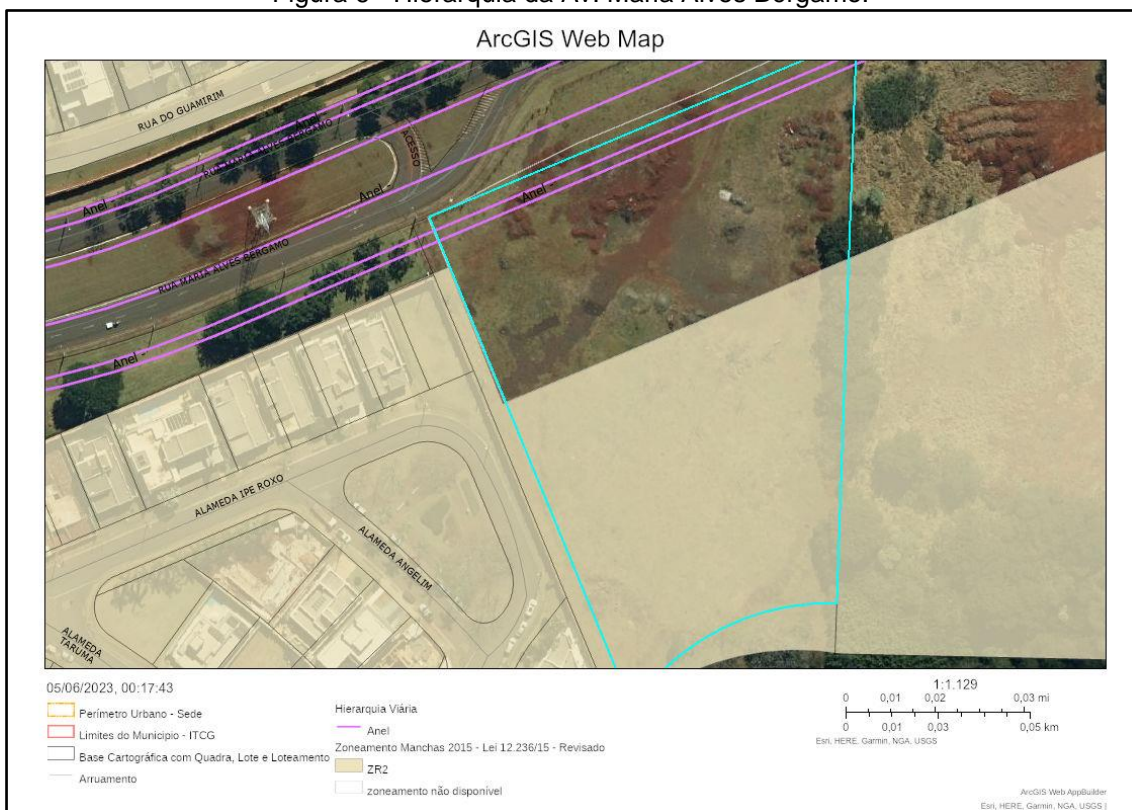 Figura 3 - Hierarquia da Av. Maria Alves Bergamo.
ArcGIS Web Map
RUA DO GUAMIRIM
Anel -
RUA MARIA ALVES BERGAMO
ACESSO
Anel -
Anel -
Anel -
RUA MARIA ALVES BERGAMO
Anel -
ALAMEDA IPE ROXO
ALAMEDA ANGELIM
ALAMEDA
TARUMA
05/06/2023, 00:17:43
Perímetro Urbano - Sede
Limites do Municipio - ITCG
Base Cartográfica com Quadra, Lote e Loteamento
Arruamento
Hierarquia Viária
Anel
Zoneamento Manchas 2015 - Lei 12.236/15 - Revisado
ZR2
zoneamento não disponível
1:1.129
0 0,01 0,02 0,03 mi
0 0,01 0,03 0,05 km
Esri, HERE, Garmin, NGA, USGS
ArcGIS Web AppBuilder
Esri, HERE, Garmin, NGA, USGS |